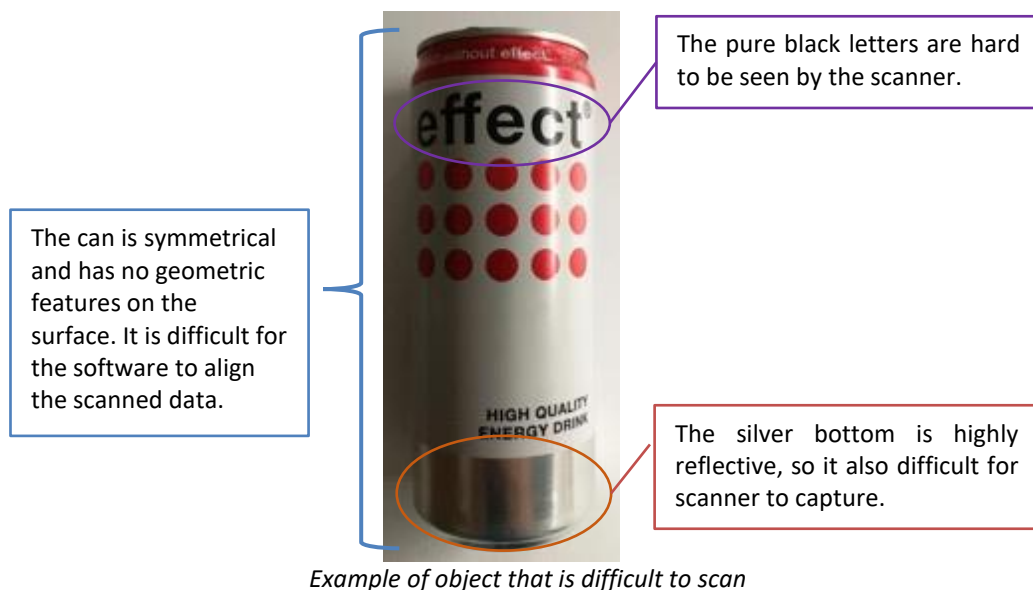 The pure black letters are hard
to be seen by the scanner.
without effect
effect
The can is symmetrical
and has no geometric
features on the
surface. It is difficult for
the software to align
the scanned data.
HIGH QUALITY
ENERGY DRINK
The silver bottom is highly
reflective, so it also difficult for
scanner to capture.
Example of object that is difficult to scan